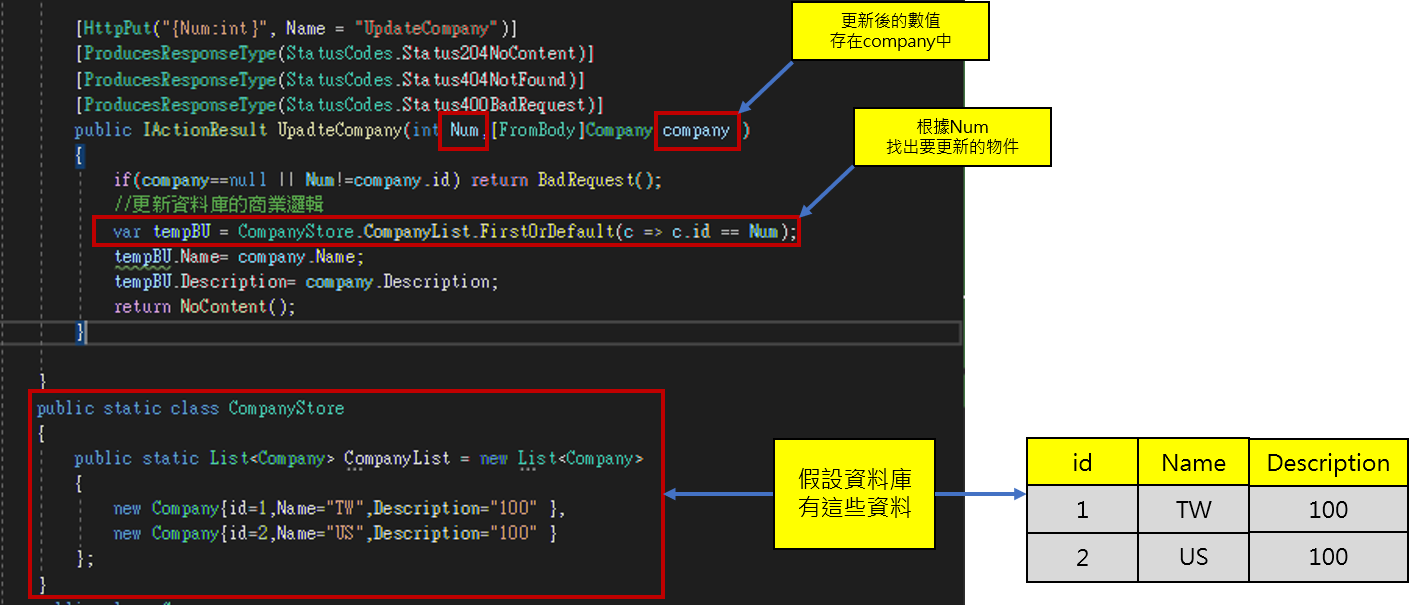 [HttpPut("{Num:int}", Name = "UpdateCompany")]
[ProducesResponseType(StatusCodes.Status204NoContent)]
[ProducesResponseType(StatusCodes.Status404NotFound)]
[ProducesResponseType(StatusCodes.Status400BadRequest)]
public IActionResult UpadteCompany(int Num,[FromBody]Company company )
{
if(company==null || Num!=company.id) return BadRequest();
//更新資料庫的商業邏輯
var tempBU = CompanyStore.CompanyList.FirstOrDefault(c => c.id == Num);
tempBU.Name= company.Name;
tempBU.Description= company.Description;
return NoContent();
}
}
public static class CompanyStore
{
public static List<Company> CompanyList = new List<Company>
{
new Company{id=1,Name="TW",Description="100" },
new Company{id=2,Name="US",Description="100" }
};
}
更新後的數值
存在company中
根據Num
找出要更新的物件
假設資料庫
有這些資料
id Name Description
1 TW 100
2 US 100